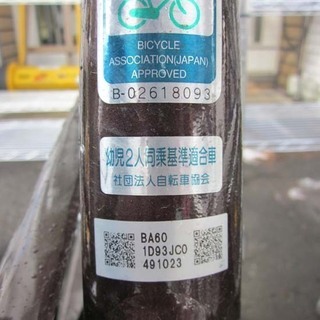 BICYCLE
ASSOCIATION(JAPAN)
APPROVED
B-02618093
幼児2人同乗基準適合車
社団法人自転車協会
BA60
1D93JC0
491023